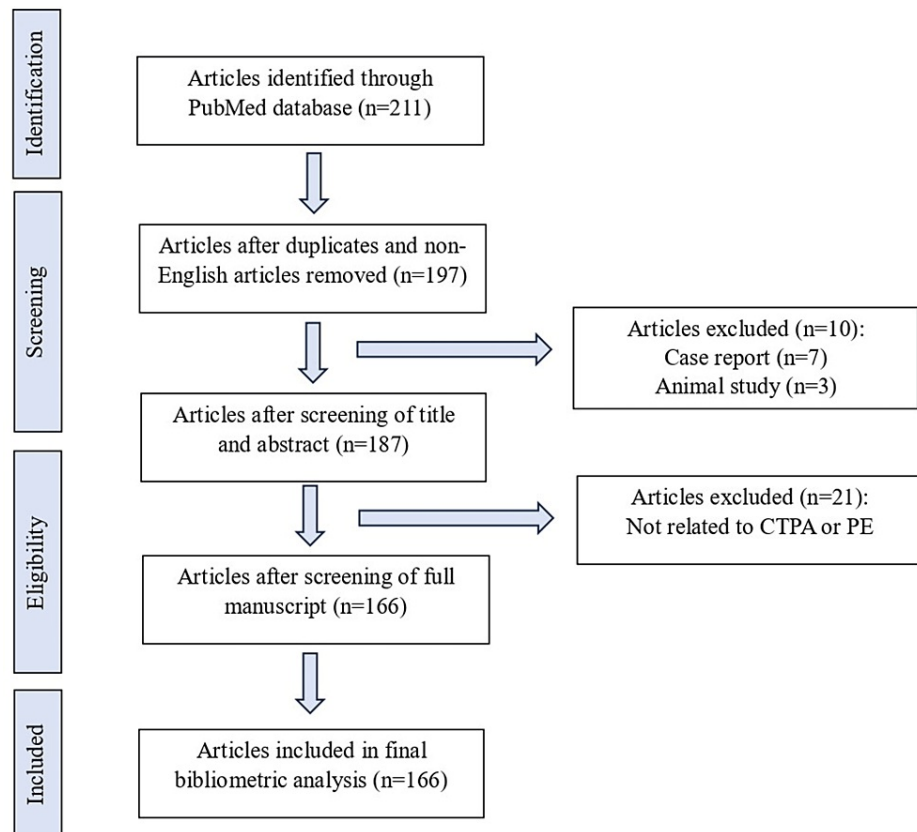 Identification
Articles identified through
PubMed database (n=211)
Screening
Articles after duplicates and non-
English articles removed (n=197)
Articles excluded (n=10):
Case report (n=7)
Animal study (n=3)
Articles after screening of title
and abstract (n=187)
Eligibility
Articles excluded (n=21):
Not related to CTPA or PE
Articles after screening of full
manuscript (n=166)
Included
Articles included in final
bibliometric analysis (n=166)